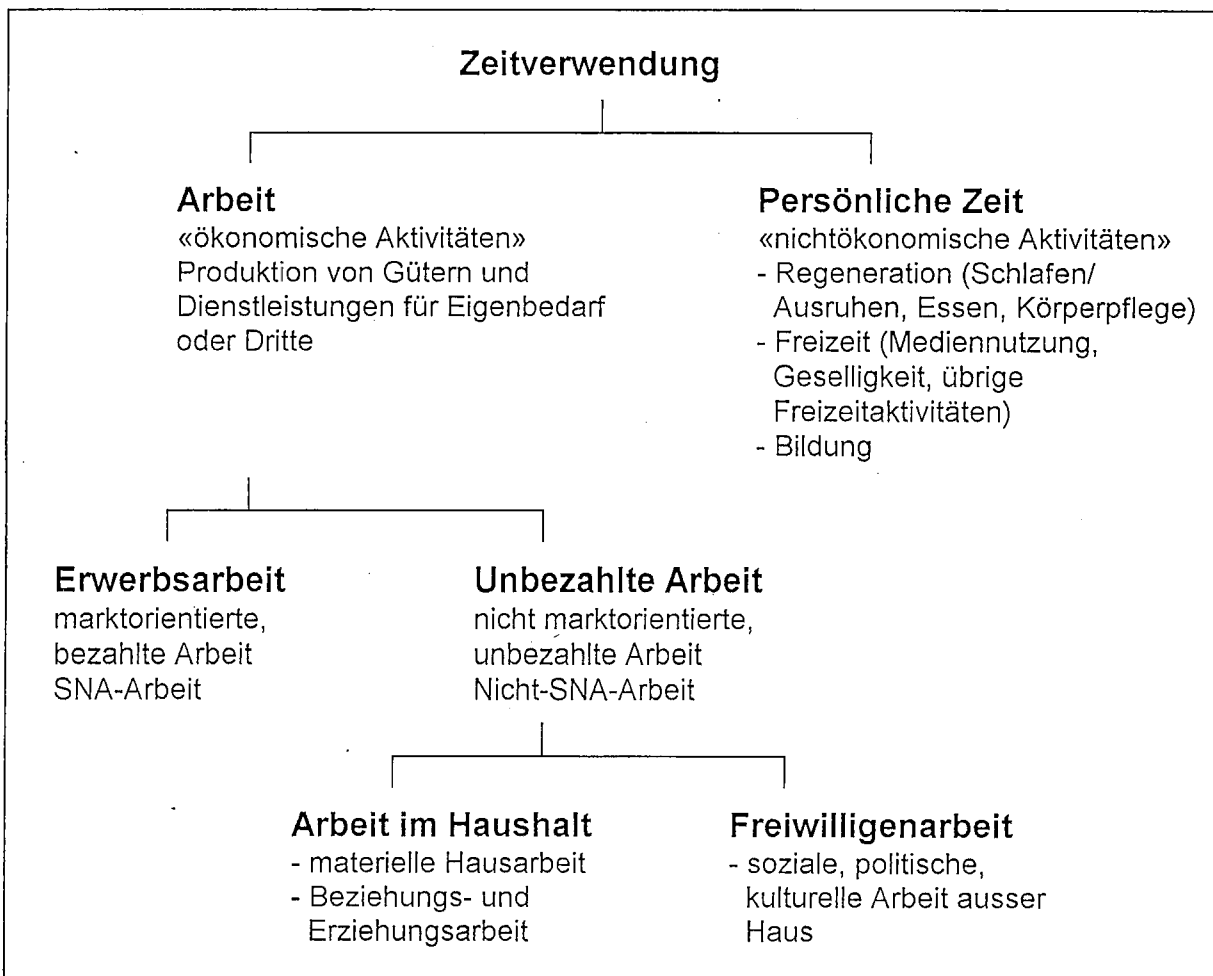 Zeitverwendung
Arbeit
«ökonomische Aktivitäten»
Produktion von Gütern und
Dienstleistungen für Eigenbedarf
oder Dritte
Persönliche Zeit
«nichtökonomische Aktivitäten»
- Regeneration (Schlafen/
Ausruhen, Essen, Körperpflege)
- Freizeit (Mediennutzung,
Geselligkeit, übrige
Freizeitaktivitäten)
- Bildung
Erwerbsarbeit
marktorientierte,
bezahlte Arbeit
SNA-Arbeit
Unbezahlte Arbeit
nicht marktorientierte,
unbezahlte Arbeit
Nicht-SNA-Arbeit
Arbeit im Haushalt
- materielle Hausarbeit
- Beziehungs- und
Erziehungsarbeit
Freiwilligenarbeit
- soziale, politische,
kulturelle Arbeit ausser
Haus